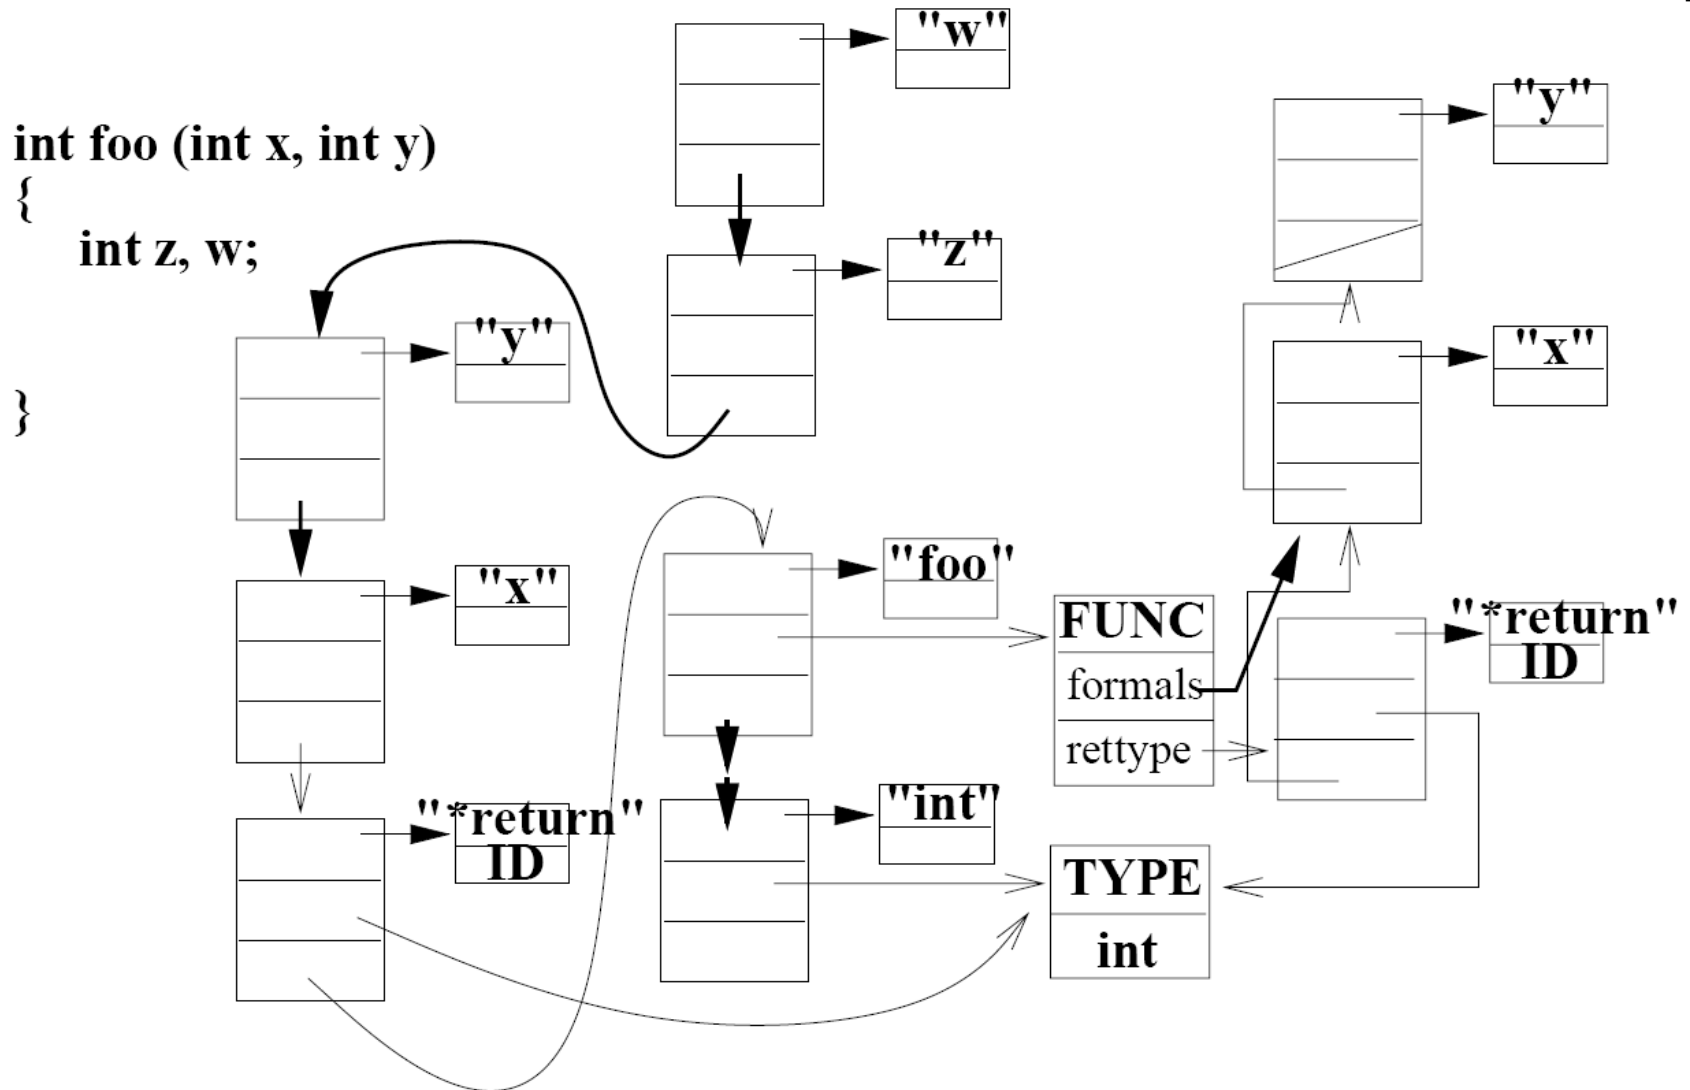 int foo (int x, int y)
{
int z, w;
}
"w"
"z"
"y"
"x"
"*return"
ID
"foo"
"int"
FUNC
formals
rettype
TYPE
int
"y"
"x"
"*return"
ID